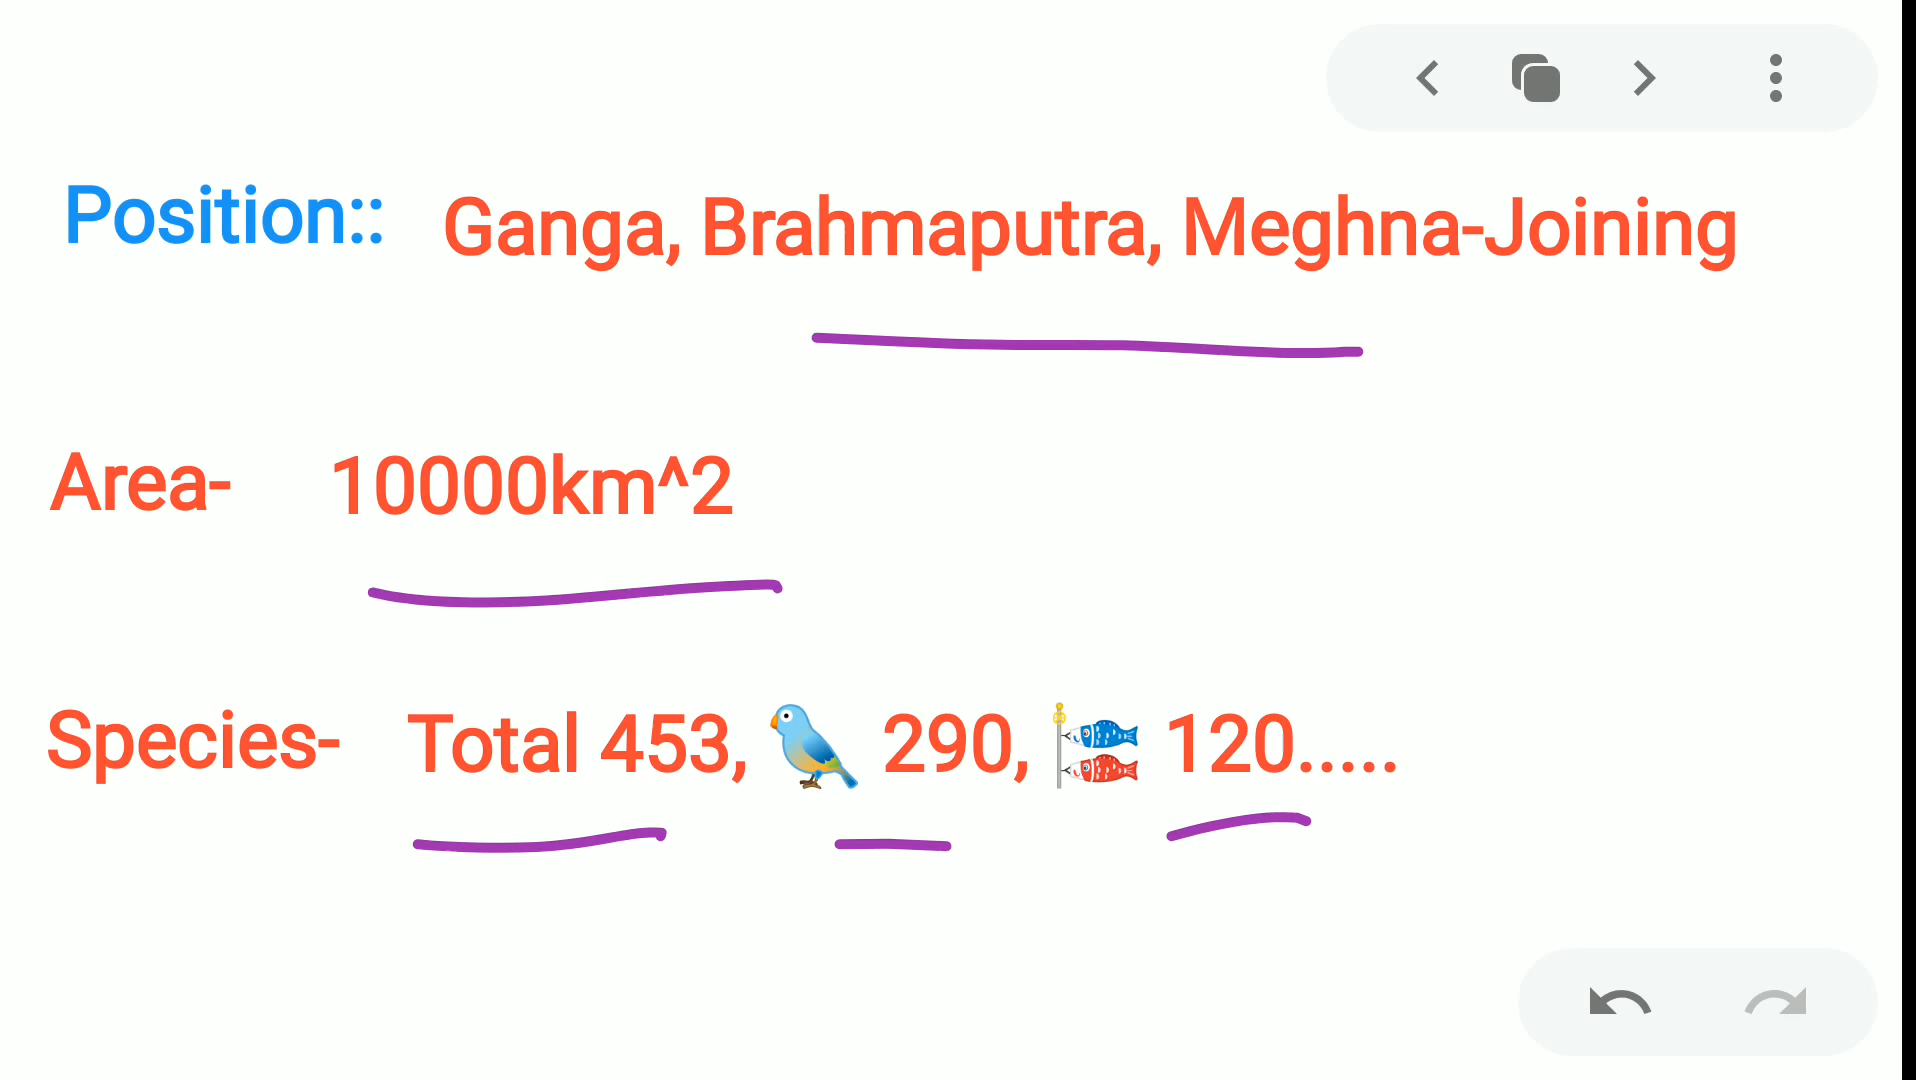 Position:: Ganga, Brahmaputra, Meghna-Joining
Area- 10000km^2
Species- Total 453, 🐦 290, 🎏 120.....